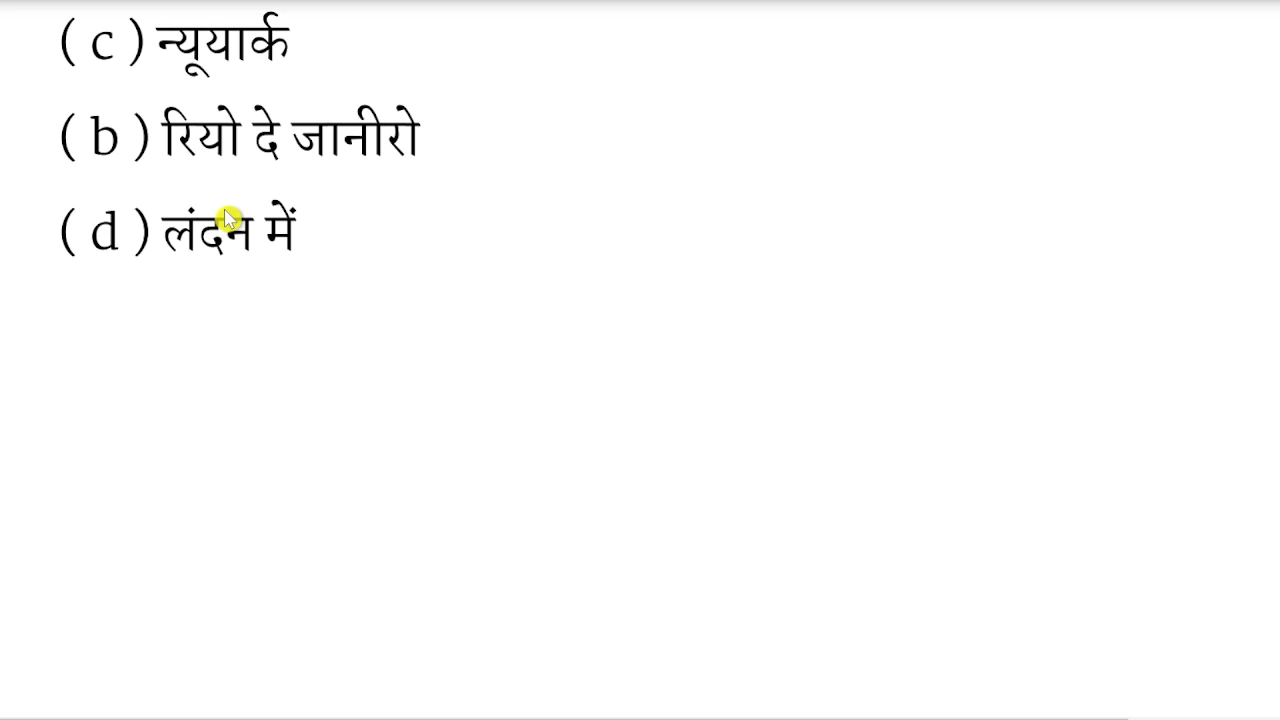 ( c ) न्यूयार्क
( b ) रियो दे जानीरो
( d ) लंदन में